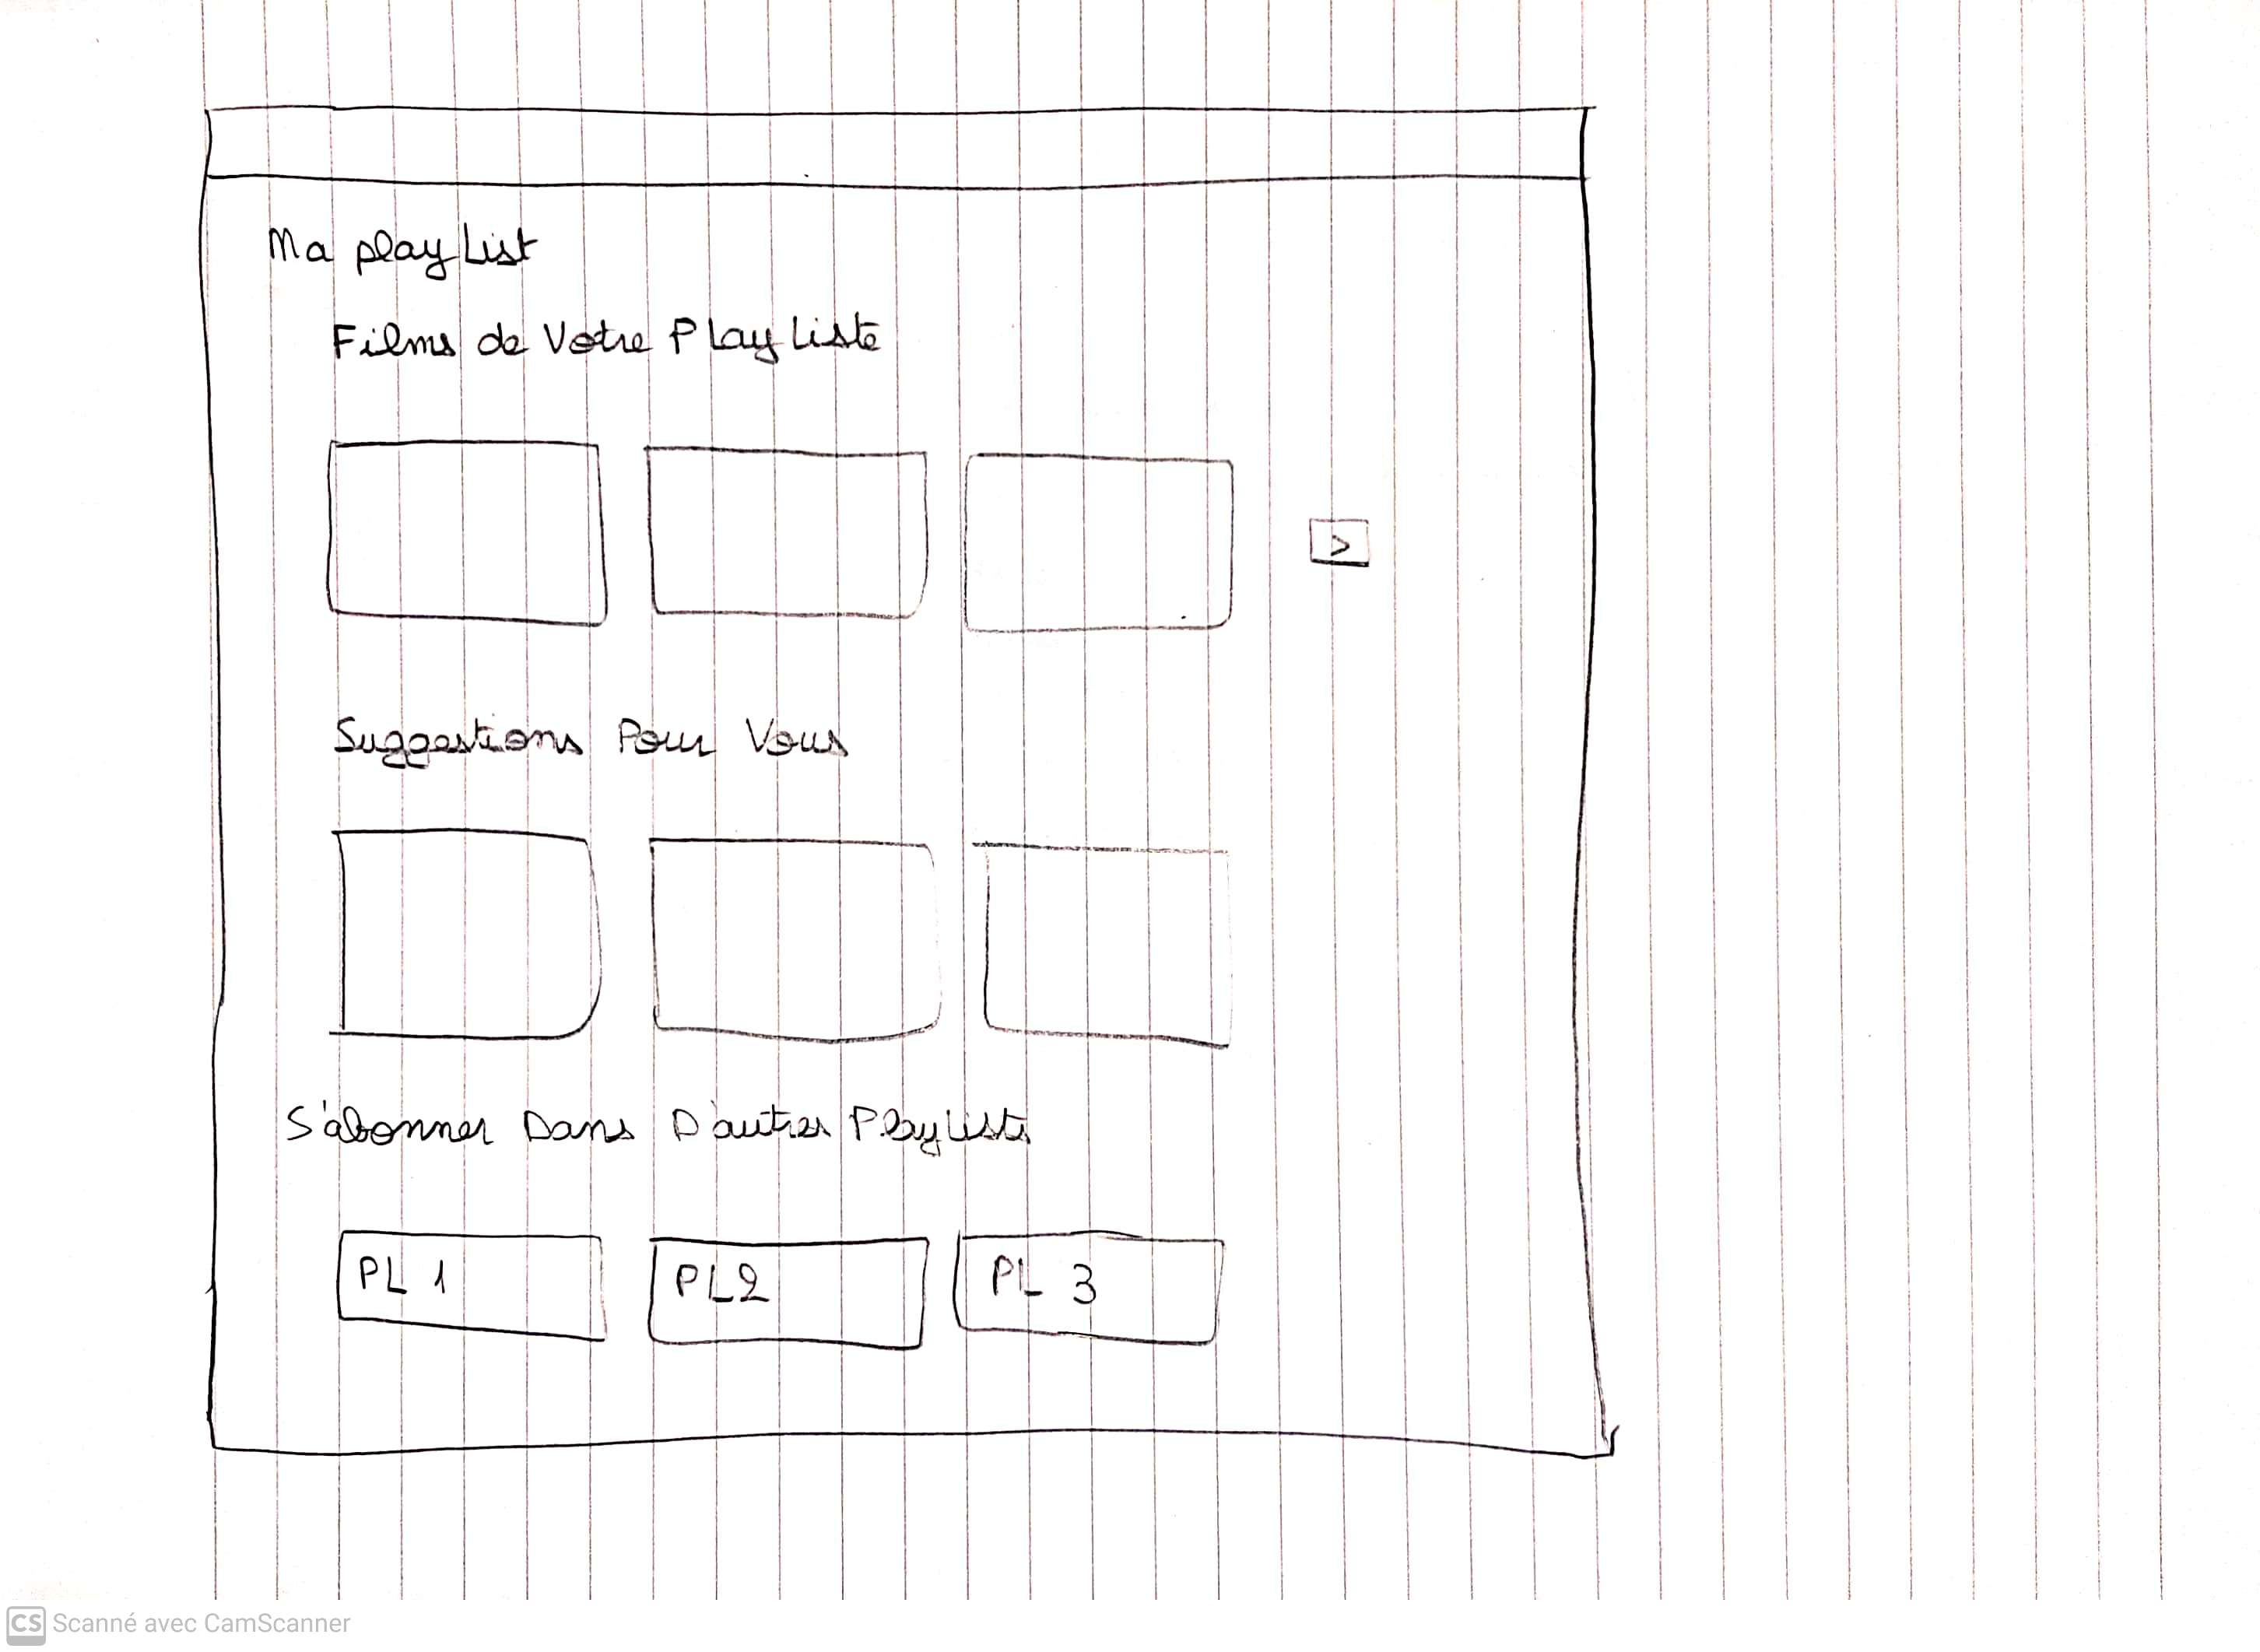 Ma playList
Films de Votre PlayListe
>
Suggestions Pour Vous
S'abonner Dans D'autres PlayLists
PL 1 PL2 PL 3
CS Scanné avec CamScanner